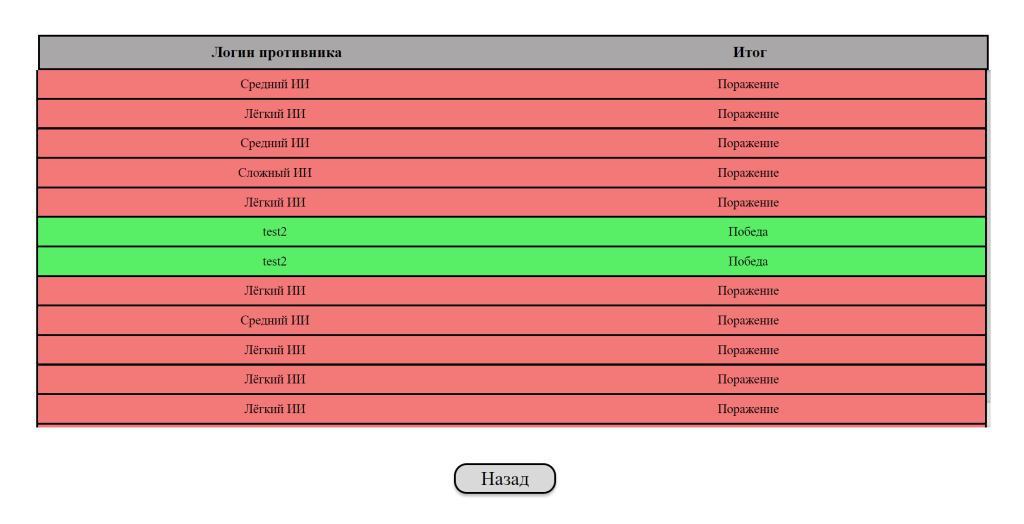 Логин противника Итог
Средний ИИ Поражение
Лёгкий ИИ Поражение
Средний ИИ Поражение
Сложный ИИ Поражение
Лёгкий ИИ Поражение
test2 Победа
test2 Победа
Лёгкий ИИ Поражение
Средний ИИ Поражение
Лёгкий ИИ Поражение
Лёгкий ИИ Поражение
Лёгкий ИИ Поражение
Назад